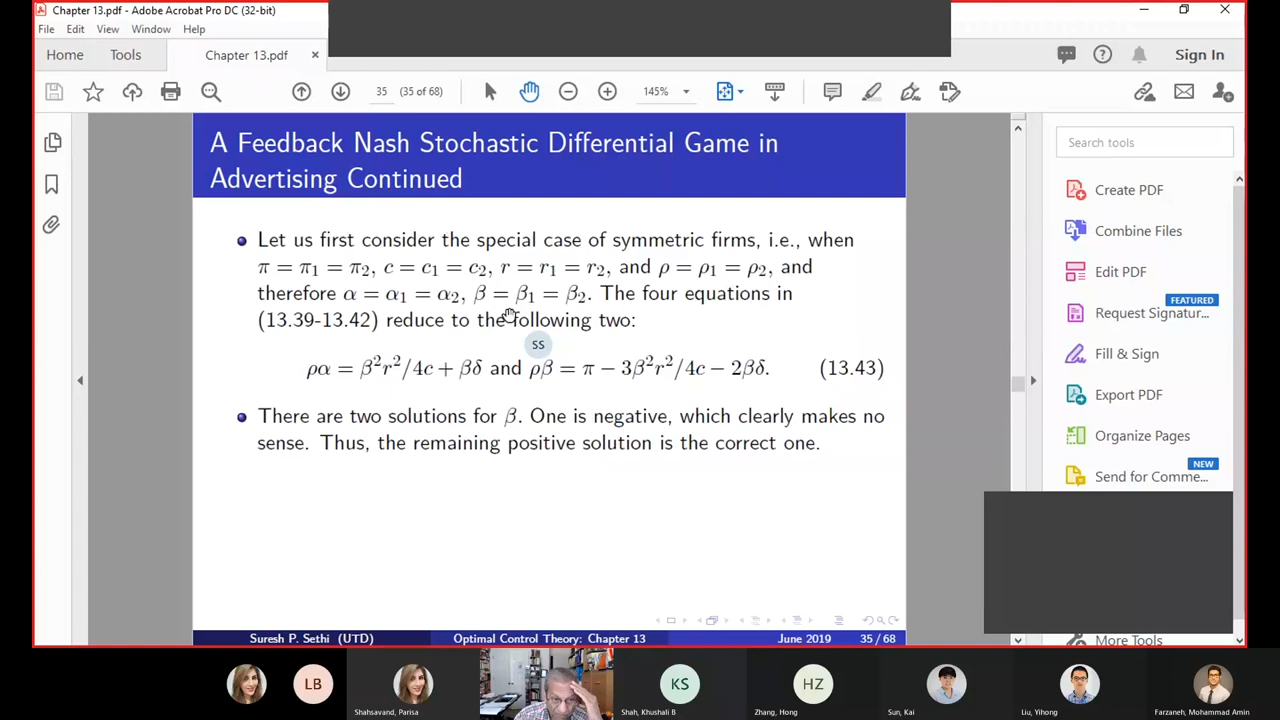 Chapter 13.pdf - Adobe Acrobat Pro DC (32-bit)
File Edit View Window Help
Home Tools Chapter 13.pdf × Sign In
35 (35 of 68) 145%
A Feedback Nash Stochastic Differential Game in
Advertising Continued
Let us first consider the special case of symmetric firms, i.e., when
π = π₁ = π₂, c = c₁ = c₂, r = r₁ = r₂, and ρ = ρ₁ = ρ₂, and
therefore α = α₁ = α₂, β = β₁ = β₂. The four equations in
(13.39-13.42) reduce to the following two:
SS
ρα = β²r²/4c + βδ and ρβ = π − 3β²r²/4c − 2βδ. (13.43)
There are two solutions for β. One is negative, which clearly makes no
sense. Thus, the remaining positive solution is the correct one.
Suresh P. Sethi (UTD) Optimal Control Theory: Chapter 13 June 2019 35 / 68
Search tools
Create PDF
Combine Files
Edit PDF
FEATURED
Request Signatur...
Fill & Sign
Export PDF
Organize Pages
NEW
Send for Comme...
More Tools
LB Shahsavand, Parisa KS Shah, Khushali B HZ Zhang, Hong Sun, Kai Liu, Yihong Farzaneh, Mohammad Amin